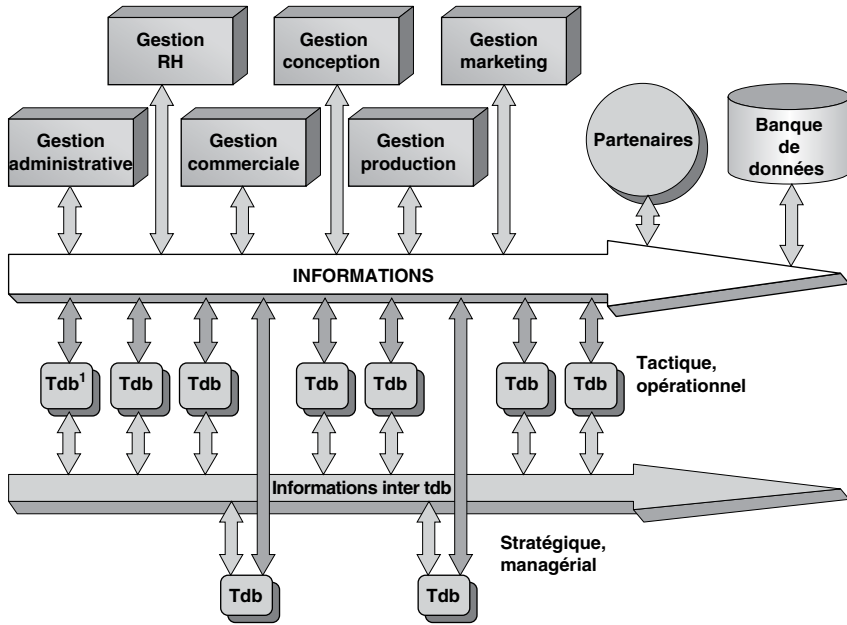 Gestion
RH
Gestion
conception
Gestion
marketing
Gestion
administrative
Gestion
commerciale
Gestion
production
Partenaires
Banque
de
données
INFORMATIONS
Tdb¹
Tdb
Tdb
Tdb
Tdb
Tdb
Tdb
Tactique,
opérationnel
Informations inter tdb
Stratégique,
managérial
Tdb
Tdb